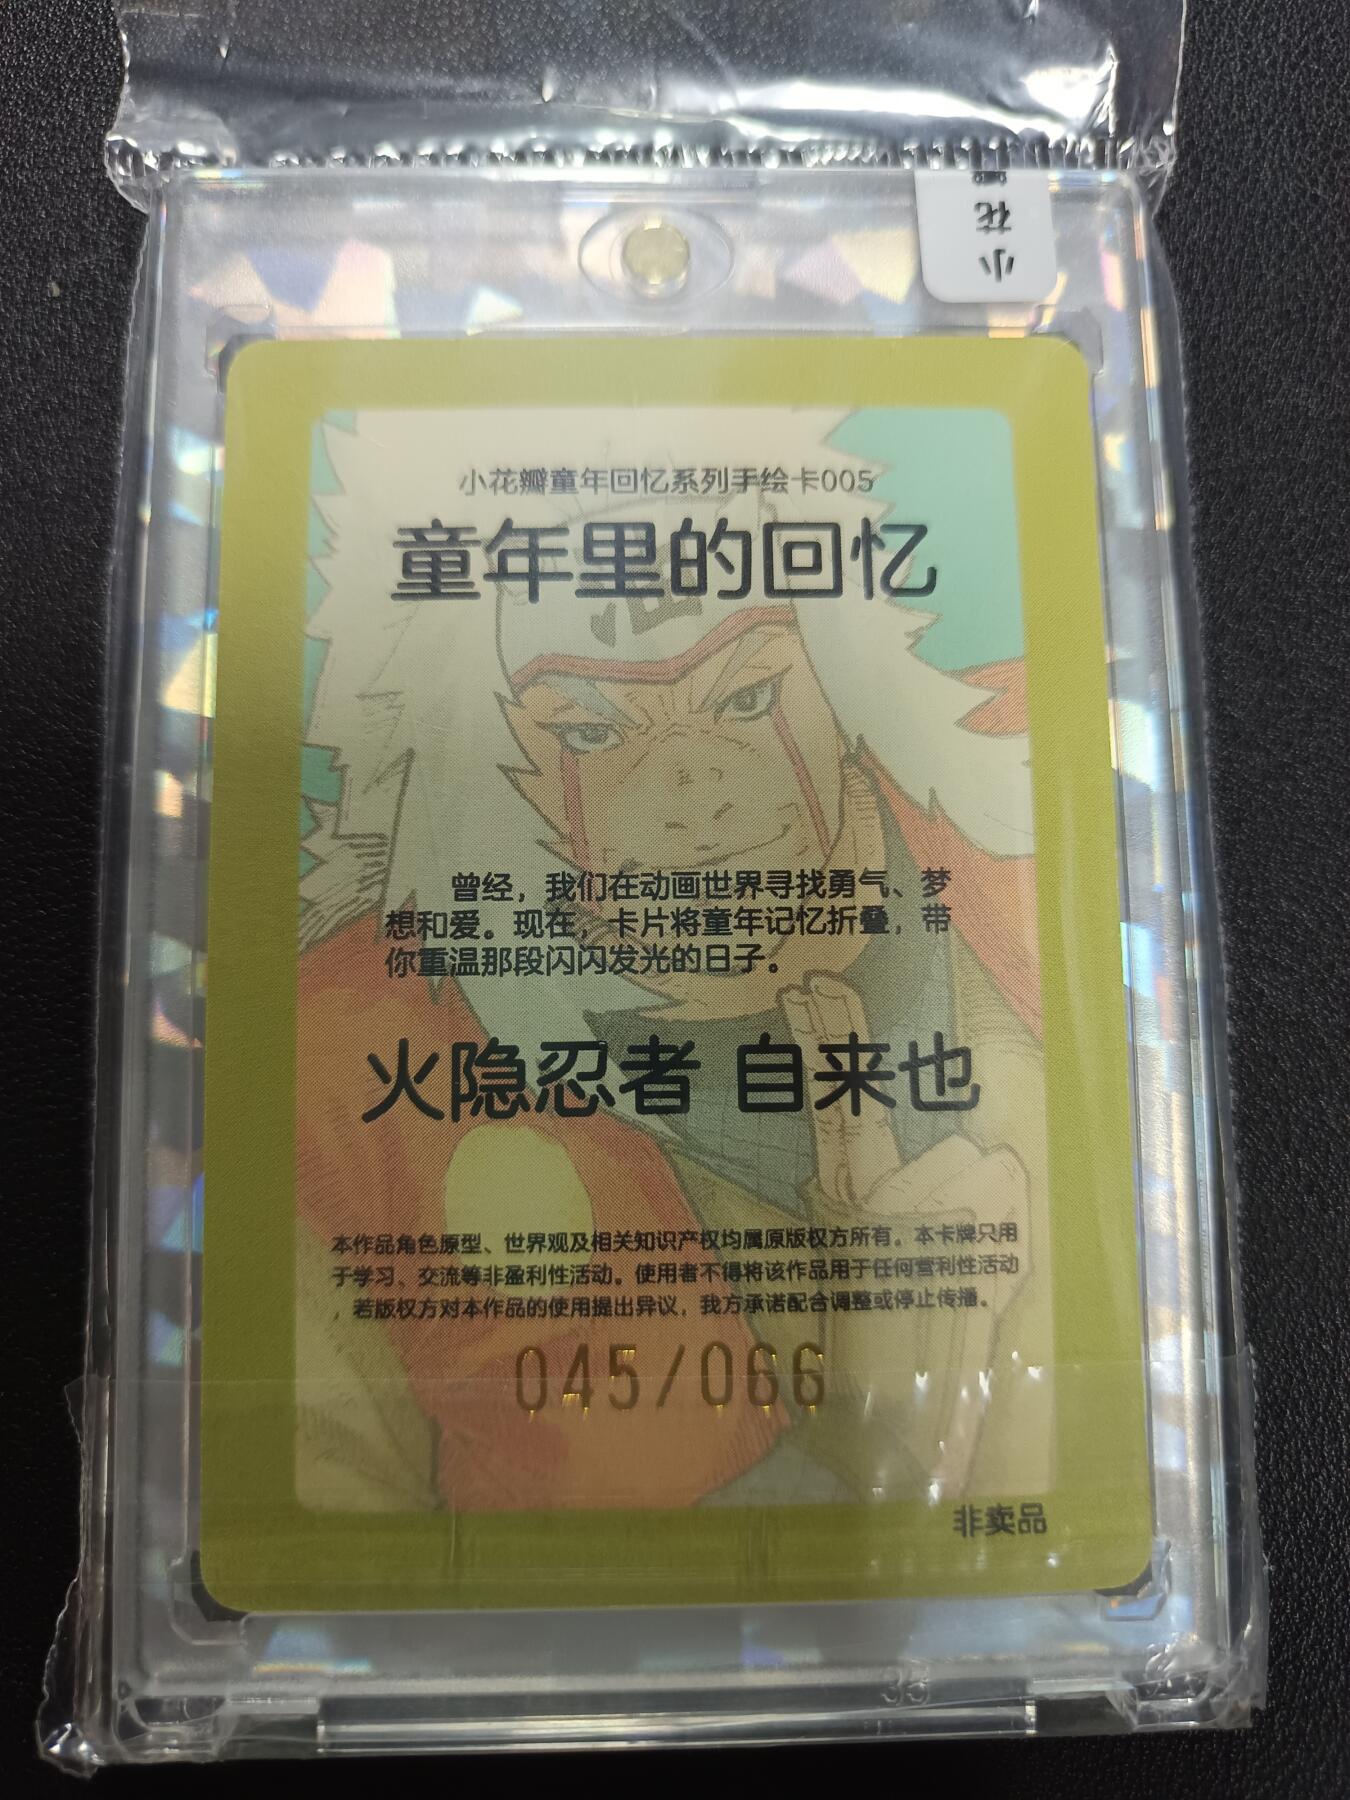 小花
小花瓣童年回忆系列手绘卡005
童年里的回忆
曾经，我们在动画世界寻找勇气、梦
想和爱。现在，卡片将童年记忆折叠，带
你重温那段闪闪发光的日子。
火隐忍者 自来也
本作品角色原型、世界观及相关知识产权均属原版权方所有。本卡牌只用
于学习、交流等非盈利性活动。使用者不得将该作品用于任何营利性活动
，若版权方对本作品的使用提出异议，我方承诺配合调整或停止传播。
045/066
非卖品
35